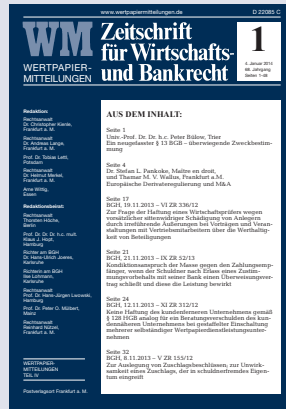 www.wertpapiermitteilungen.de D 22085 C
WM
WERTPAPIER-
MITTEILUNGEN
Zeitschrift
für Wirtschafts-
und Bankrecht
1
4. Januar 2014
68. Jahrgang
Seiten 1-48
Redaktion:
Rechtsanwalt
Dr. Christopher Kienle,
Frankfurt a. M.
Rechtsanwalt
Dr. Andreas Lange,
Frankfurt a. M.
Prof. Dr. Tobias Lettl,
Potsdam
Rechtsanwalt
Dr. Helmut Merkel,
Frankfurt a. M.
Arne Wittig,
Essen
Redaktionsbeirat:
Rechtsanwalt
Thorsten Höche,
Berlin
Prof. Dr. Dr. Dr. h.c. mult.
Klaus J. Hopt,
Hamburg
Richter am BGH
Dr. Hans-Ulrich Joeres,
Karlsruhe
Richterin am BGH
Ilse Lohmann,
Karlsruhe
Rechtsanwalt
Prof. Dr. Hans-Jürgen Lwowski,
Hamburg
Prof. Dr. Peter O. Mülbert,
Mainz
Rechtsanwalt
Reinhard Nützel,
Frankfurt a. M.
WERTPAPIER-
MITTEILUNGEN
TEIL IV
Postverlagsort Frankfurt a. M.
AUS DEM INHALT:
Seite 1
Univ.-Prof. Dr. Dr. h.c. Peter Bülow, Trier
Ein neugefasster § 13 BGB – überwiegende Zweckbestim-
mung
Seite 4
Dr. Stefan L. Pankoke, Maître en droit,
und Thamar M. V. Wallus, Frankfurt a.M.
Europäische Derivateregulierung und M&A
Seite 17
BGH, 19.11.2013 – VI ZR 336/12
Zur Frage der Haftung eines Wirtschaftsprüfers wegen
vorsätzlicher sittenwidriger Schädigung von Anlegern
durch irreführende Äußerungen bei Vorträgen und Veran-
staltungen mit Vertriebsmitarbeitern über die Werthaltig-
keit von Beteiligungen
Seite 21
BGH, 21.11.2013 – IX ZR 52/13
Kondiktionsanspruch der Masse gegen den Zahlungsemp-
fänger, wenn der Schuldner nach Erlass eines Zustim-
mungsvorbehalts mit seiner Bank einen Überweisungsver-
trag schließt und diese die Leistung bewirkt
Seite 24
BGH, 12.11.2013 – XI ZR 312/12
Keine Haftung des kundenferneren Unternehmens gemäß
§ 128 HGB analog für ein Beratungsverschulden des kun-
dennäheren Unternehmens bei gestaffelter Einschaltung
mehrerer selbständiger Wertpapierdienstleistungsunter-
nehmen
Seite 32
BGH, 8.11.2013 – V ZR 155/12
Zur Auslegung von Zuschlagsbeschlüssen; zur Unwirk-
samkeit eines Zuschlags, der in schuldnerfremdes Eigen-
tum eingreift